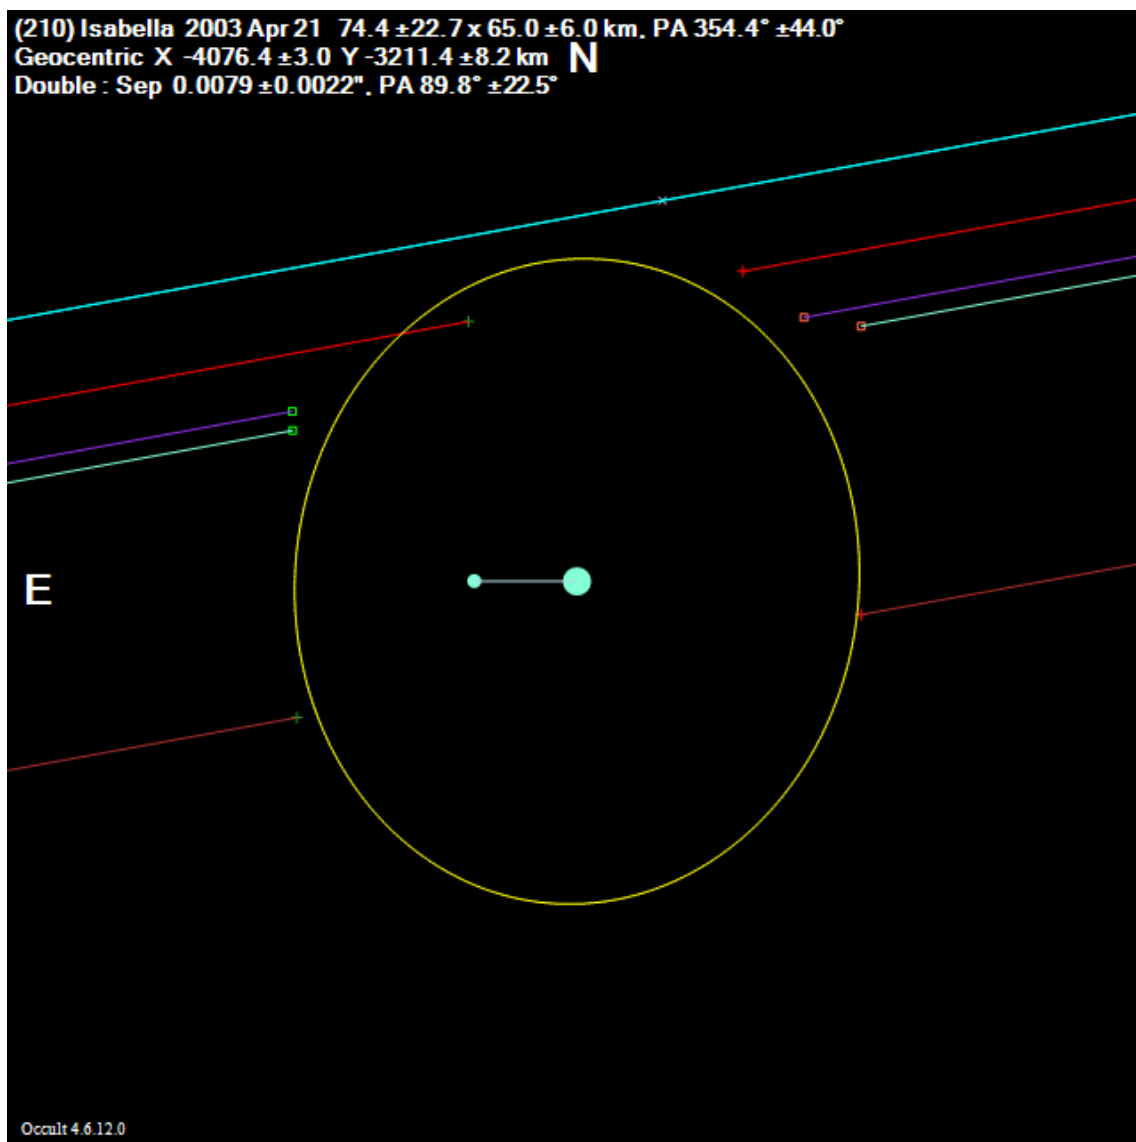 (210) Isabella 2003 Apr 21 74.4 ±22.7 x 65.0 ±6.0 km, PA 354.4° ±44.0°
Geocentric X -4076.4 ±3.0 Y -3211.4 ±8.2 km
N
Double : Sep 0.0079 ±0.0022", PA 89.8° ±22.5°
E
Occult 4.6.12.0